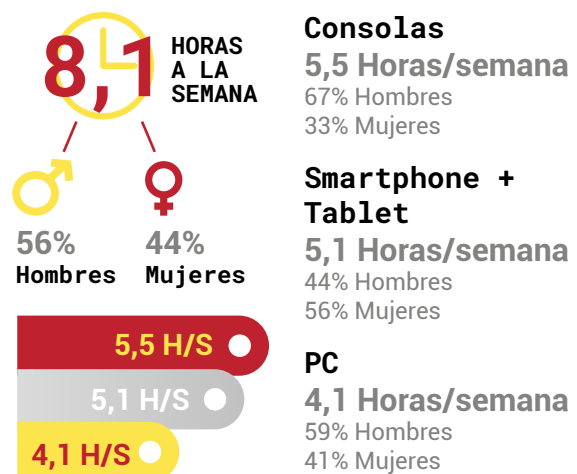 8,1
HORAS
A LA
SEMANA
56%
Hombres
44%
Mujeres
5,5 H/S
5,1 H/S
4,1 H/S
Consolas
5,5 Horas/semana
67% Hombres
33% Mujeres
Smartphone +
Tablet
5,1 Horas/semana
44% Hombres
56% Mujeres
PC
4,1 Horas/semana
59% Hombres
41% Mujeres